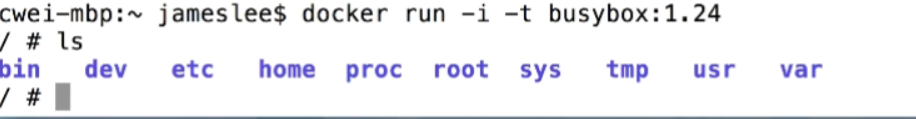 cwei-mbp:~ jameslee$ docker run -i -t busybox:1.24
/ # ls
bin dev etc home proc root sys tmp usr var
/ #